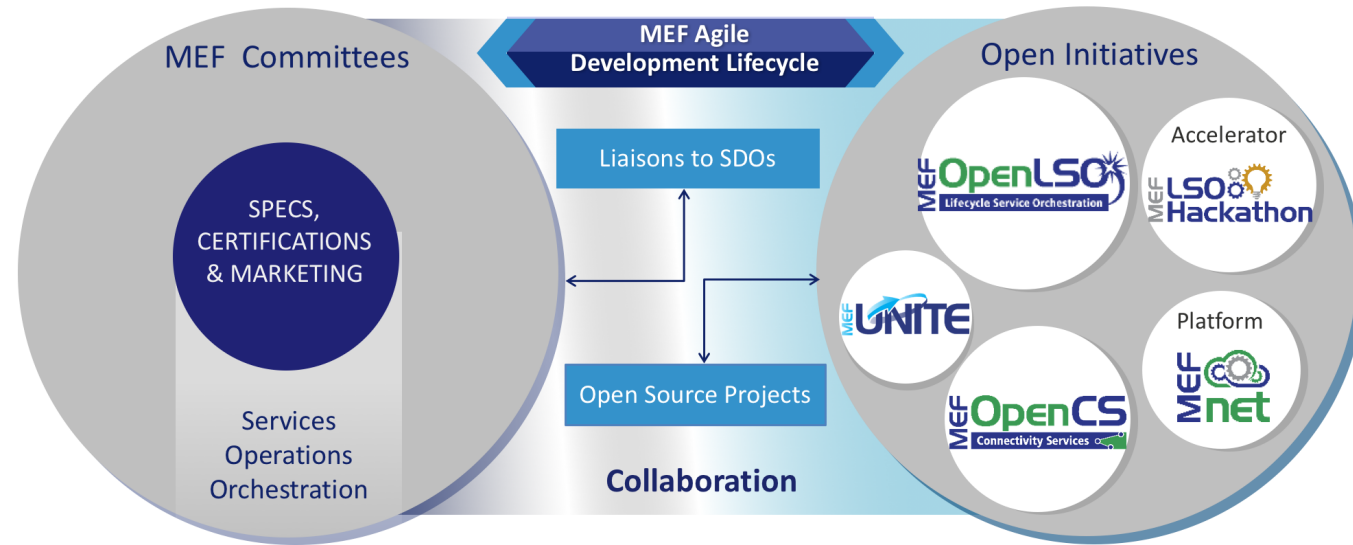 MEF Agile
Development Lifecycle
MEF Committees
SPECS,
CERTIFICATIONS
& MARKETING
Services
Operations
Orchestration
Liaisons to SDOs
Open Source Projects
Collaboration
Open Initiatives
MEF OpenLSO
Lifecycle Service Orchestration
Accelerator
MEF LSO
Hackathon
MEF UNITE
MEF OpenCS
Connectivity Services
Platform
MEF net